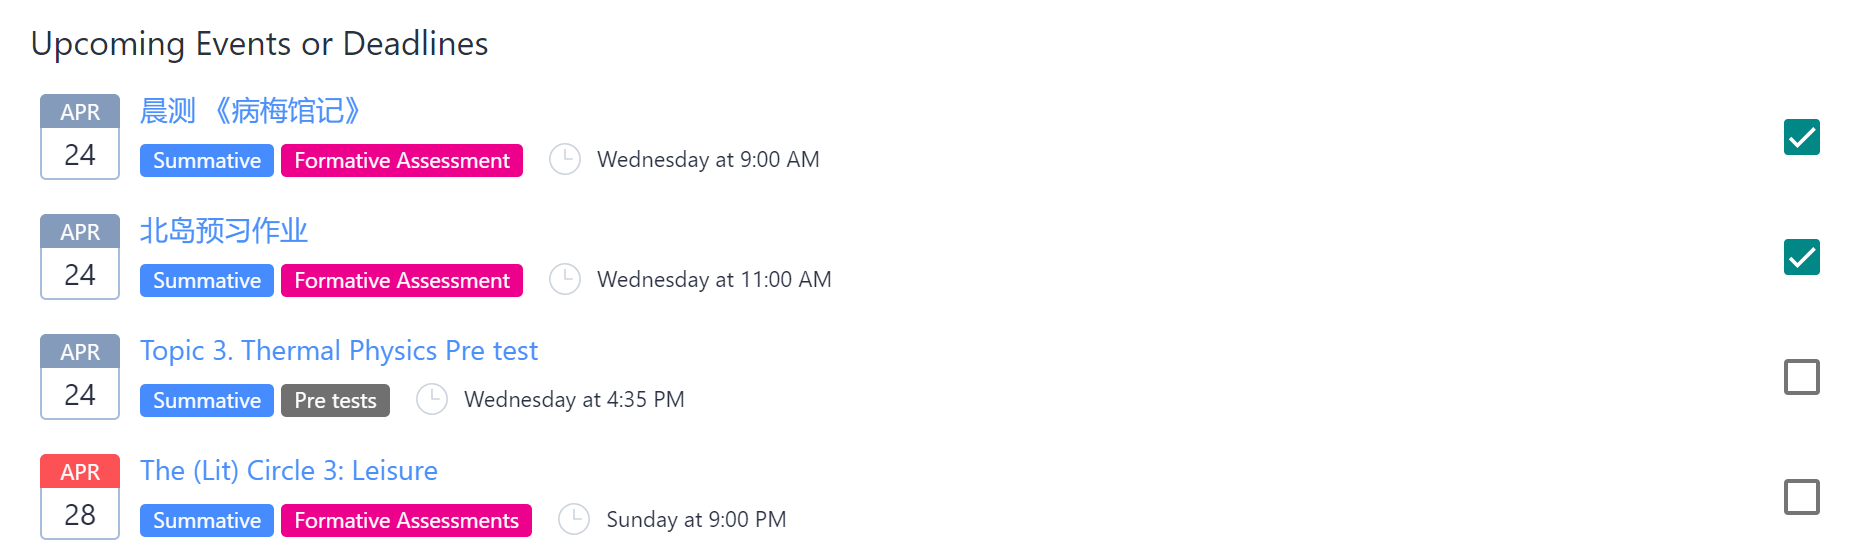 Upcoming Events or Deadlines
APR
24
晨测 《病梅馆记》
Summative Formative Assessment Wednesday at 9:00 AM
APR
24
北岛预习作业
Summative Formative Assessment Wednesday at 11:00 AM
APR
24
Topic 3. Thermal Physics Pre test
Summative Pre tests Wednesday at 4:35 PM
APR
28
The (Lit) Circle 3: Leisure
Summative Formative Assessments Sunday at 9:00 PM